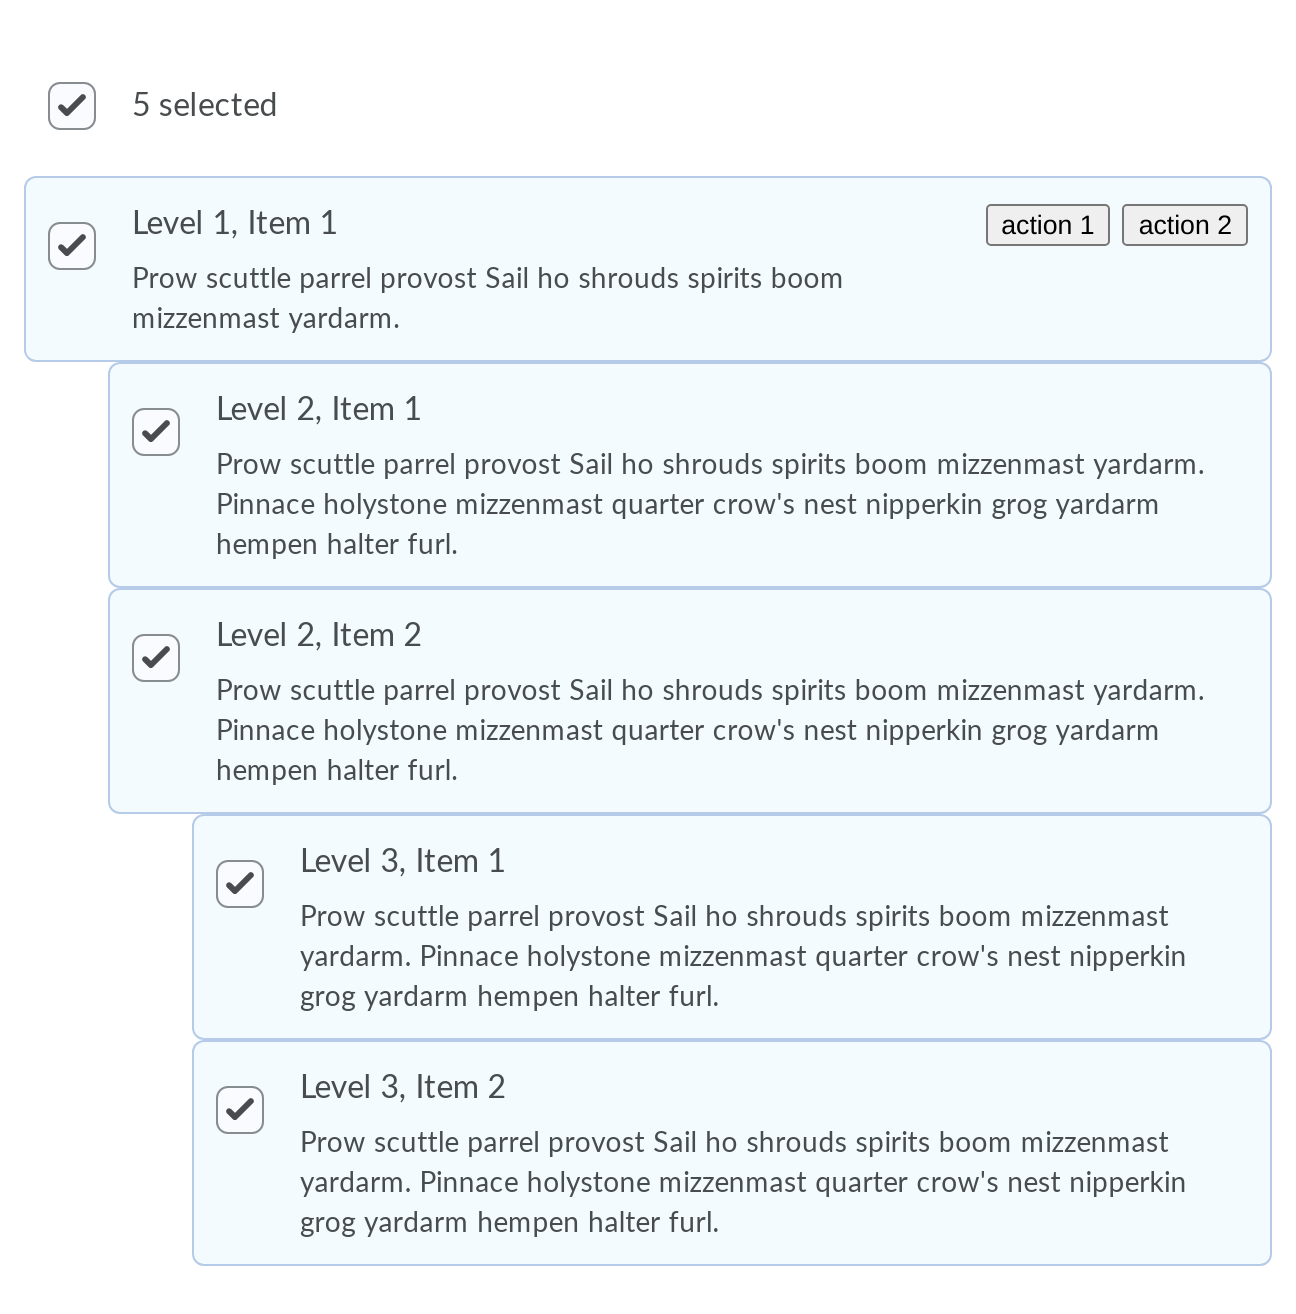 5 selected
Level 1, Item 1
action 1 action 2
Prow scuttle parrel provost Sail ho shrouds spirits boom
mizzenmast yardarm.
Level 2, Item 1
Prow scuttle parrel provost Sail ho shrouds spirits boom mizzenmast yardarm.
Pinnace holystone mizzenmast quarter crow's nest nipperkin grog yardarm
hempen halter furl.
Level 2, Item 2
Prow scuttle parrel provost Sail ho shrouds spirits boom mizzenmast yardarm.
Pinnace holystone mizzenmast quarter crow's nest nipperkin grog yardarm
hempen halter furl.
Level 3, Item 1
Prow scuttle parrel provost Sail ho shrouds spirits boom mizzenmast
yardarm. Pinnace holystone mizzenmast quarter crow's nest nipperkin
grog yardarm hempen halter furl.
Level 3, Item 2
Prow scuttle parrel provost Sail ho shrouds spirits boom mizzenmast
yardarm. Pinnace holystone mizzenmast quarter crow's nest nipperkin
grog yardarm hempen halter furl.